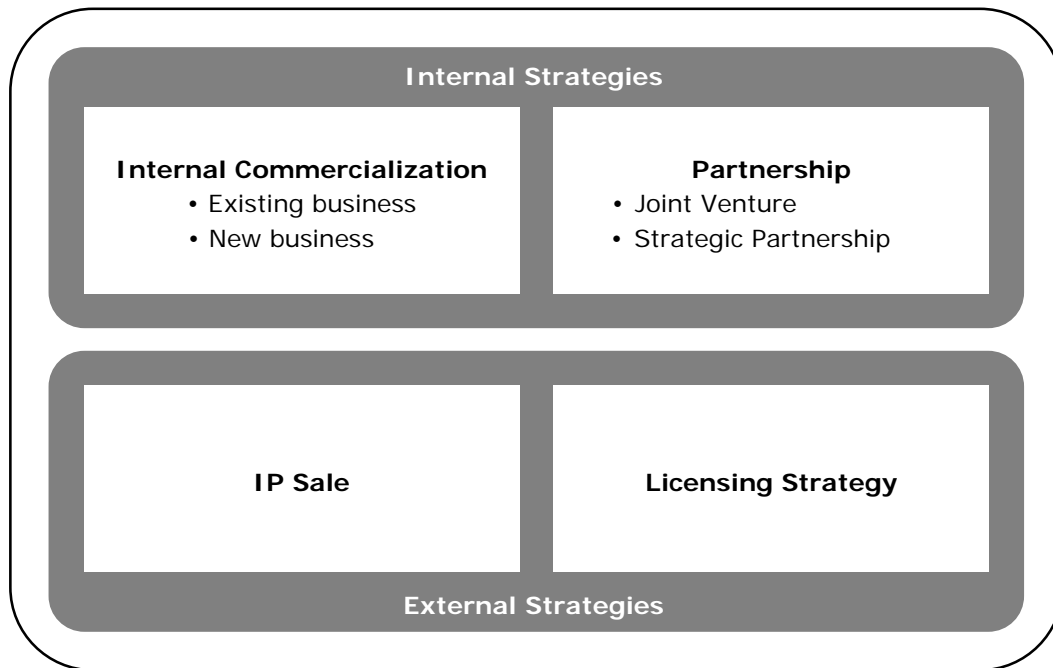 Internal Strategies
Internal Commercialization
• Existing business
• New business
Partnership
• Joint Venture
• Strategic Partnership
IP Sale
Licensing Strategy
External Strategies